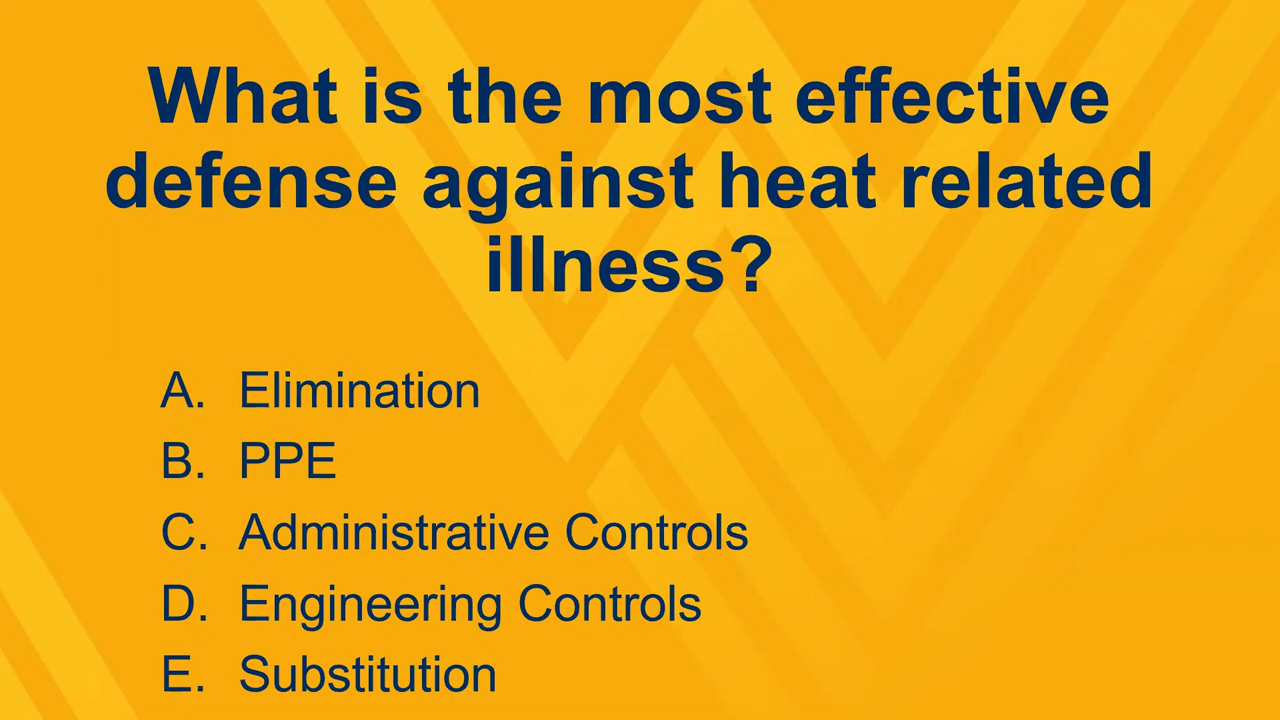 What is the most effective
defense against heat related
illness?
A. Elimination
B. PPE
C. Administrative Controls
D. Engineering Controls
E. Substitution